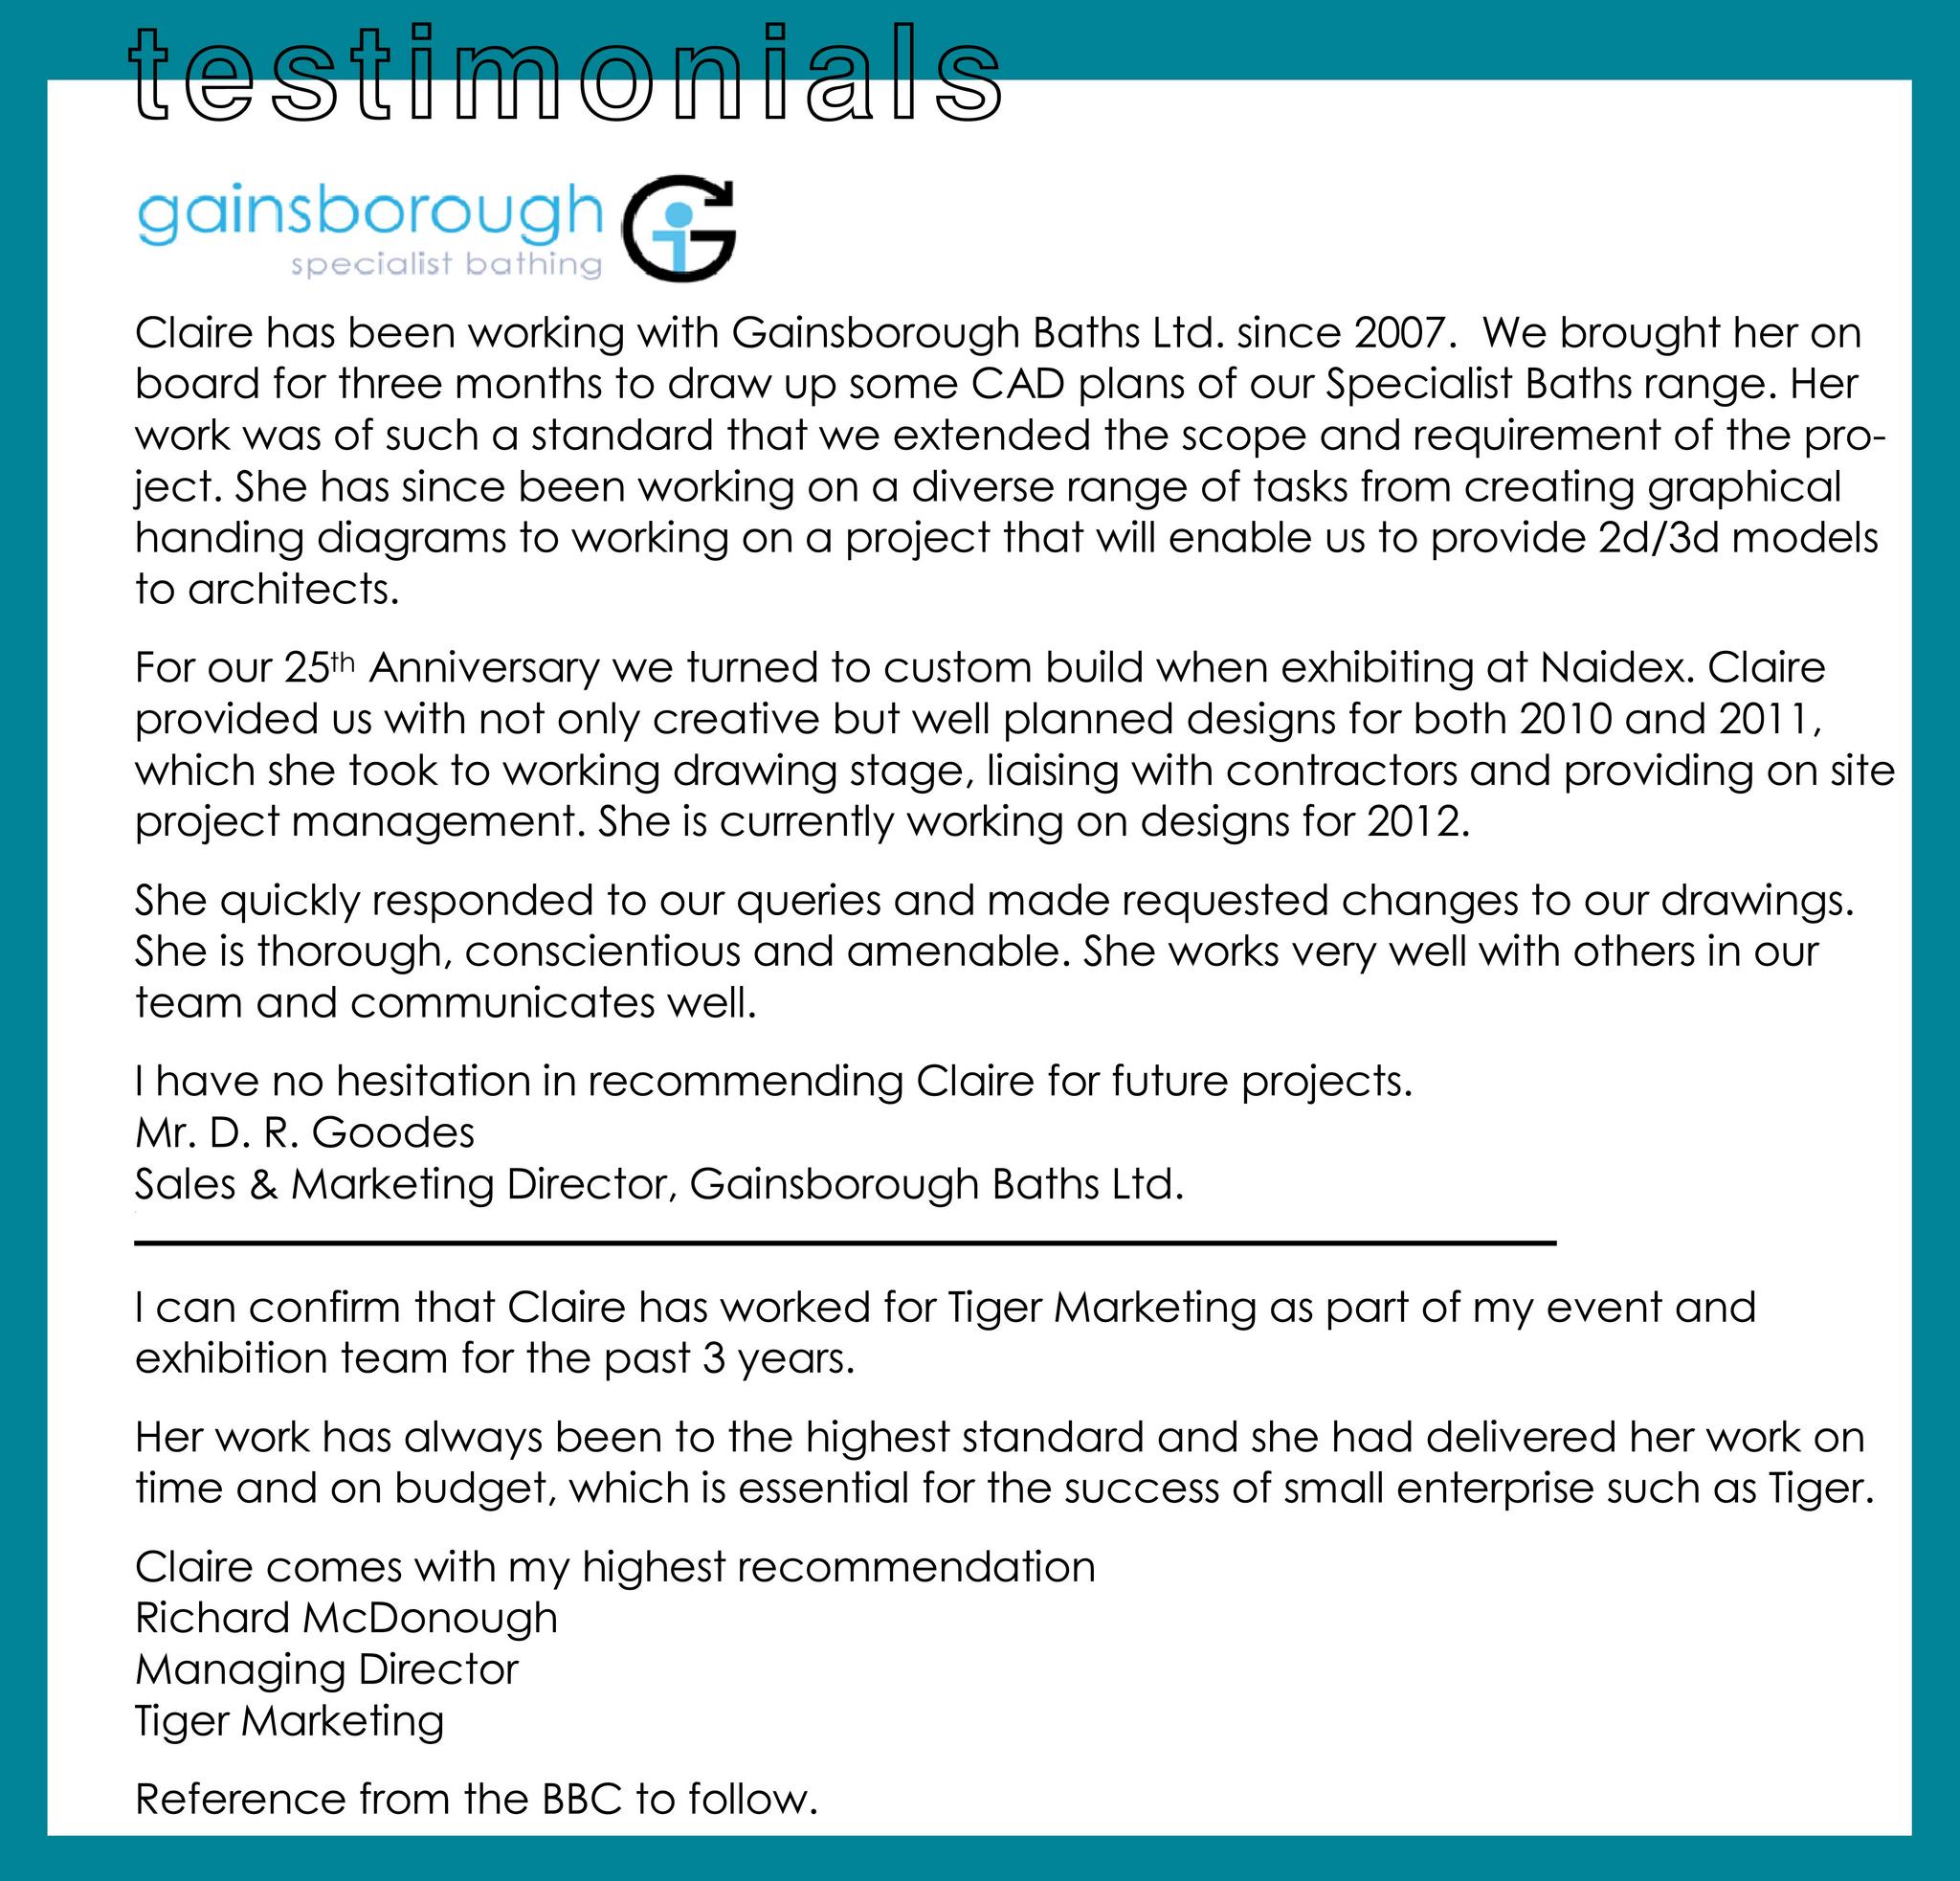 testimonials
gainsborough
specialist bathing
Claire has been working with Gainsborough Baths Ltd. since 2007.  We brought her on
board for three months to draw up some CAD plans of our Specialist Baths range. Her
work was of such a standard that we extended the scope and requirement of the pro-
ject. She has since been working on a diverse range of tasks from creating graphical
handing diagrams to working on a project that will enable us to provide 2d/3d models
to architects.
For our 25th Anniversary we turned to custom build when exhibiting at Naidex. Claire
provided us with not only creative but well planned designs for both 2010 and 2011,
which she took to working drawing stage, liaising with contractors and providing on site
project management. She is currently working on designs for 2012.
She quickly responded to our queries and made requested changes to our drawings.
She is thorough, conscientious and amenable. She works very well with others in our
team and communicates well.
I have no hesitation in recommending Claire for future projects.
Mr. D. R. Goodes
Sales & Marketing Director, Gainsborough Baths Ltd.
I can confirm that Claire has worked for Tiger Marketing as part of my event and
exhibition team for the past 3 years.
Her work has always been to the highest standard and she had delivered her work on
time and on budget, which is essential for the success of small enterprise such as Tiger.
Claire comes with my highest recommendation
Richard McDonough
Managing Director
Tiger Marketing
Reference from the BBC to follow.